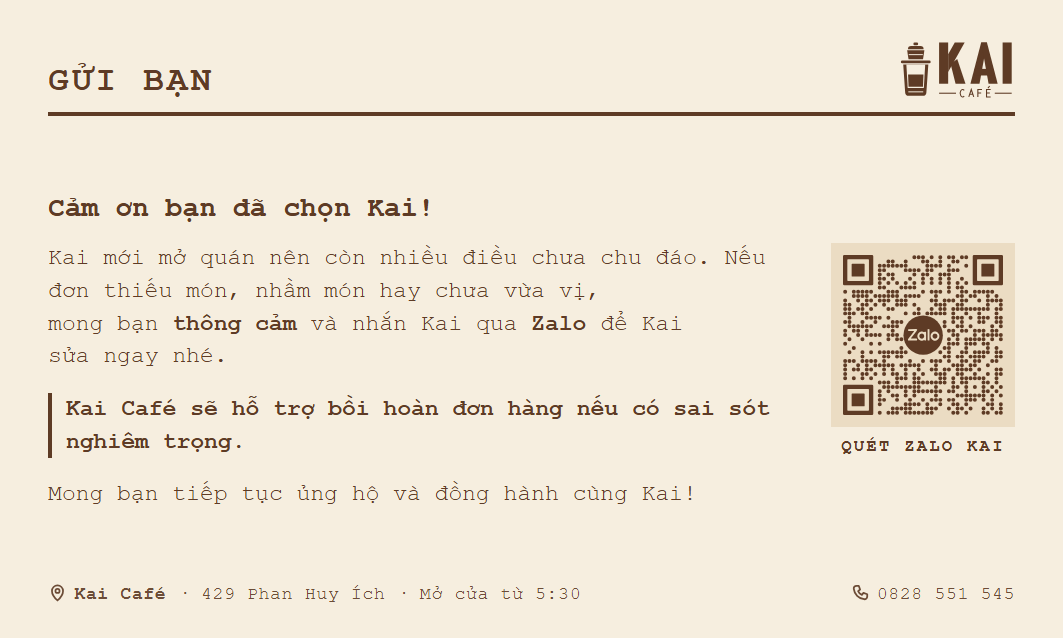 GỬI BẠN
KAI
CAFÉ
Cảm ơn bạn đã chọn Kai!
Kai mới mở quán nên còn nhiều điều chưa chu đáo. Nếu
đơn thiếu món, nhầm món hay chưa vừa vị,
mong bạn thông cảm và nhắn Kai qua Zalo để Kai
sửa ngay nhé.
Kai Café sẽ hỗ trợ bồi hoàn đơn hàng nếu có sai sót
nghiêm trọng.
Mong bạn tiếp tục ủng hộ và đồng hành cùng Kai!
Zalo
QUÉT ZALO KAI
Kai Café · 429 Phan Huy Ích · Mở cửa từ 5:30
0828 551 545